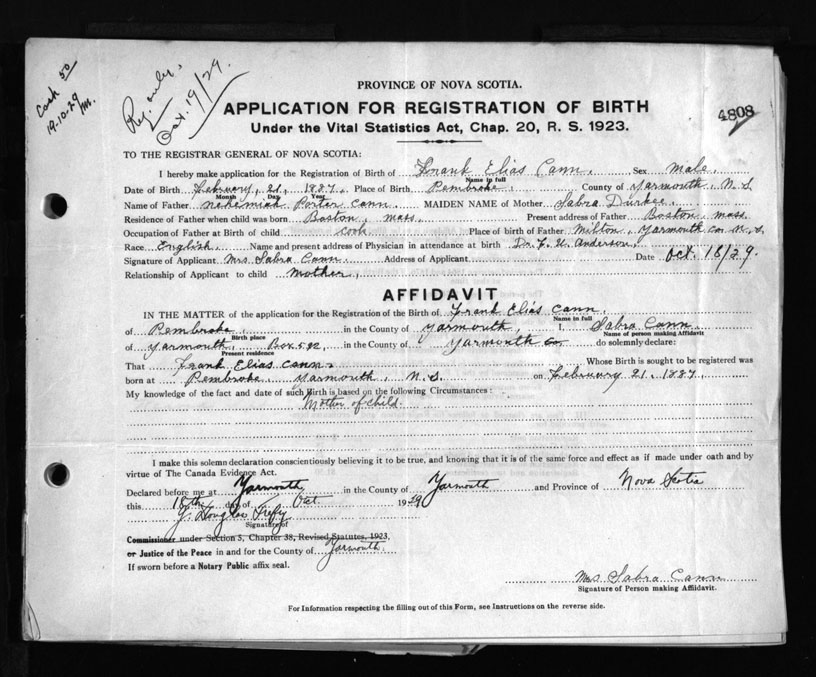 Cash 50
19-10-29
Reg. only.
Oct. 19/29.
PROVINCE OF NOVA SCOTIA.
APPLICATION FOR REGISTRATION OF BIRTH
4808
Under the Vital Statistics Act, Chap. 20, R. S. 1923.
TO THE REGISTRAR GENERAL OF NOVA SCOTIA:
I hereby make application for the Registration of Birth of Frank Elias Cann. Sex male.
Name in full
Date of Birth February, 21, 1887. Place of Birth Pembroke, County of Yarmouth, N. S.
Month Day Year
Name of Father Nehemiah Porter Cann. MAIDEN NAME of Mother Sabra Durkee.
Residence of Father when child was born Boston, mass. Present address of Father Boston, mass.
Occupation of Father at Birth of child cook Place of birth of Father Milton, Yarmouth co. N. S.
Race English. Name and present address of Physician in attendance at birth Dr. Anderson,
Signature of Applicant Mrs Sabra Cann. Address of Applicant Date Oct. 18/29.
Relationship of Applicant to child mother,
AFFIDAVIT
IN THE MATTER of the application for the Registration of the Birth of Frank Elias Cann,
Name in full
of Pembroke, in the County of Yarmouth, I, Sabra Cann
Birth place Name of person making Affidavit
of Yarmouth, Box 592, in the County of Yarmouth Co. do solemnly declare:
Present residence
That Frank Elias Cann. Whose Birth is sought to be registered was
born at Pembroke Yarmouth, N. S. on February 21. 1887,
My knowledge of the fact and date of such Birth is based on the following Circumstances:
Mother of child.
I make this solemn declaration conscientiously believing it to be true, and knowing that it is of the same force and effect as if made under oath and by
virtue of The Canada Evidence Act.
Declared before me at Yarmouth in the County of Yarmouth and Province of Nova Scotia
this 18th day of Oct 1929
J. Douglas
Signature of
Commissioner under Section 5, Chapter 38, Revised Statutes, 1923,
or Justice of the Peace in and for the County of Yarmouth.
If sworn before a Notary Public affix seal.
Mrs Sabra Cann
Signature of Person making Affidavit.
For Information respecting the filling out of this Form, see Instructions on the reverse side.